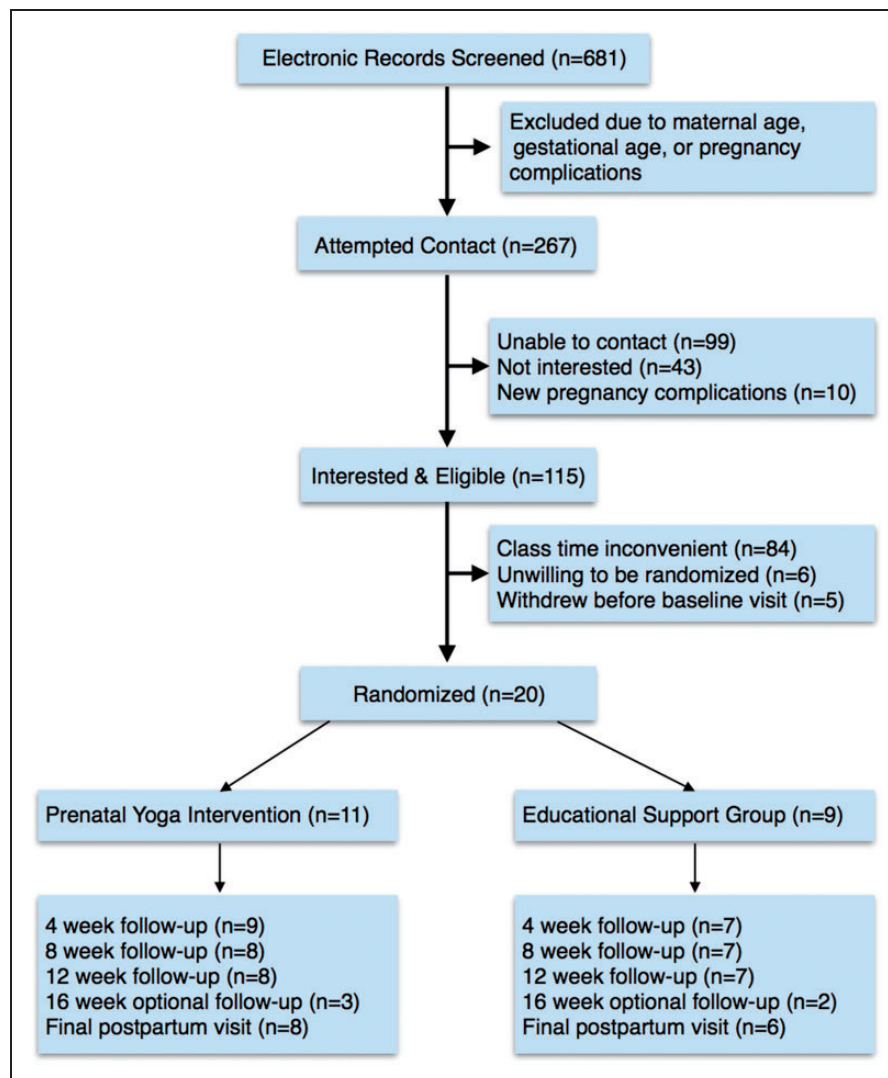 Electronic Records Screened (n=681)
Excluded due to maternal age,
gestational age, or pregnancy
complications
Attempted Contact (n=267)
Unable to contact (n=99)
Not interested (n=43)
New pregnancy complications (n=10)
Interested & Eligible (n=115)
Class time inconvenient (n=84)
Unwilling to be randomized (n=6)
Withdrew before baseline visit (n=5)
Randomized (n=20)
Prenatal Yoga Intervention (n=11)
Educational Support Group (n=9)
4 week follow-up (n=9)
8 week follow-up (n=8)
12 week follow-up (n=8)
16 week optional follow-up (n=3)
Final postpartum visit (n=8)
4 week follow-up (n=7)
8 week follow-up (n=7)
12 week follow-up (n=7)
16 week optional follow-up (n=2)
Final postpartum visit (n=6)